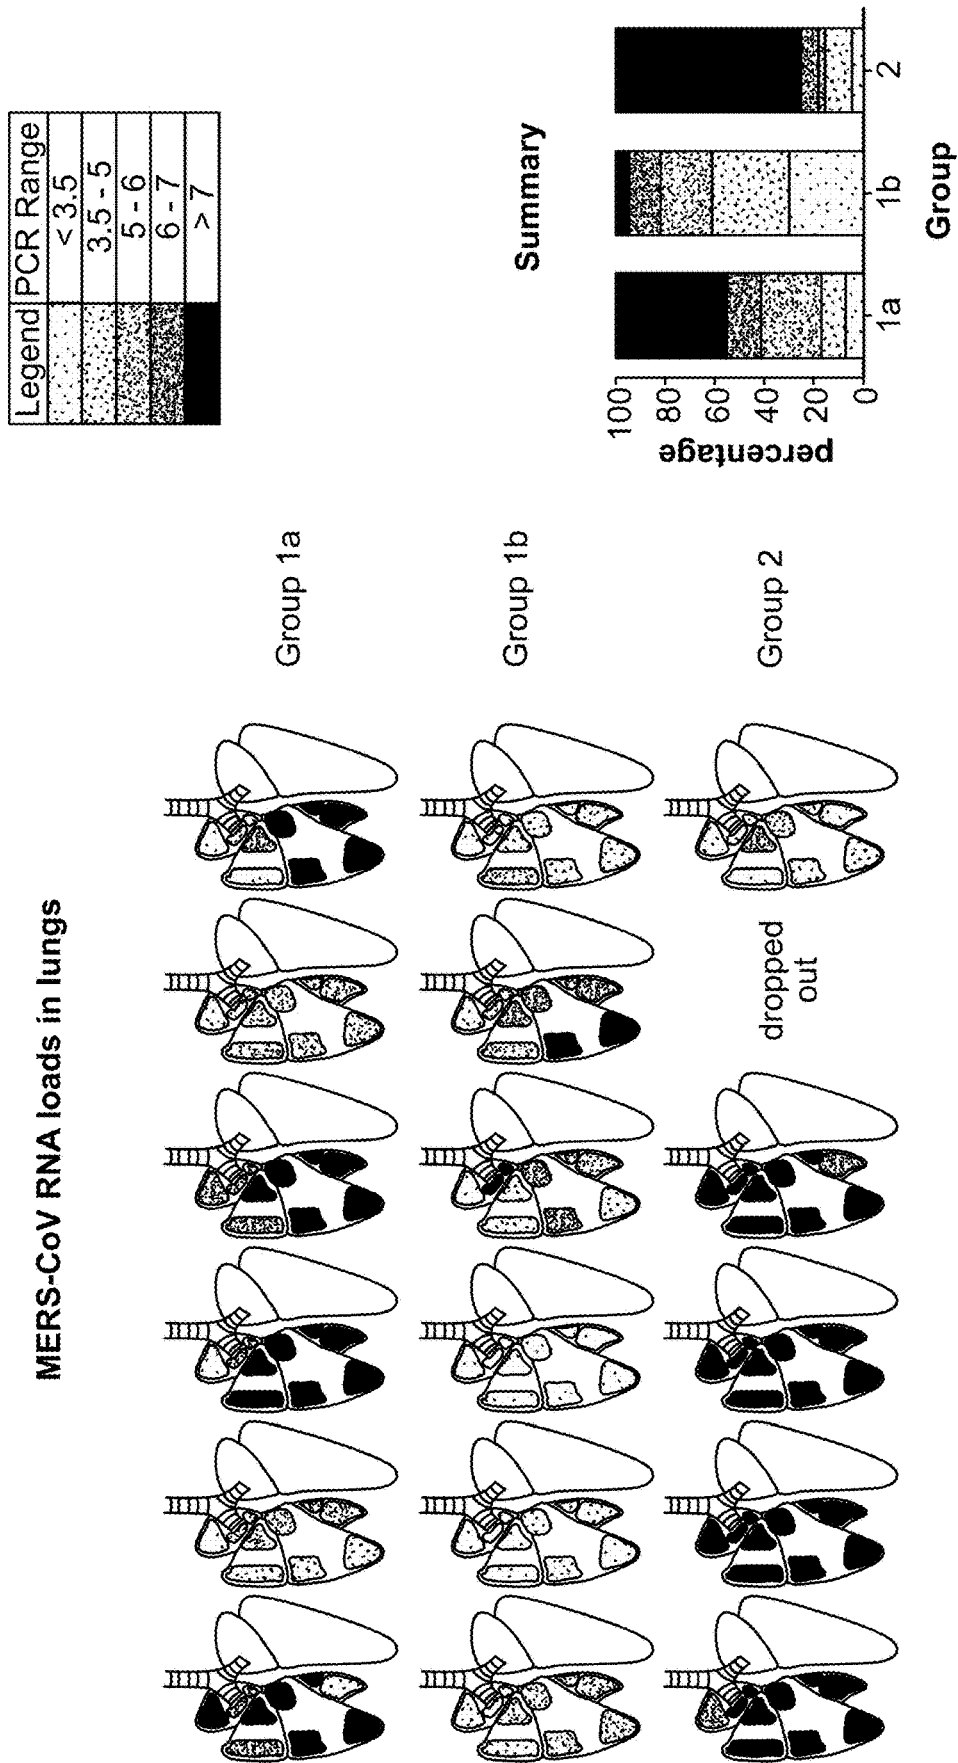 MERS-CoV RNA loads in lungs
Group 1a
Group 1b
dropped
out
Group 2
Legend PCR Range
< 3.5
3.5 - 5
5 - 6
6 - 7
> 7
Summary
percentage
100
80
60
40
20
0
1a 1b 2
Group